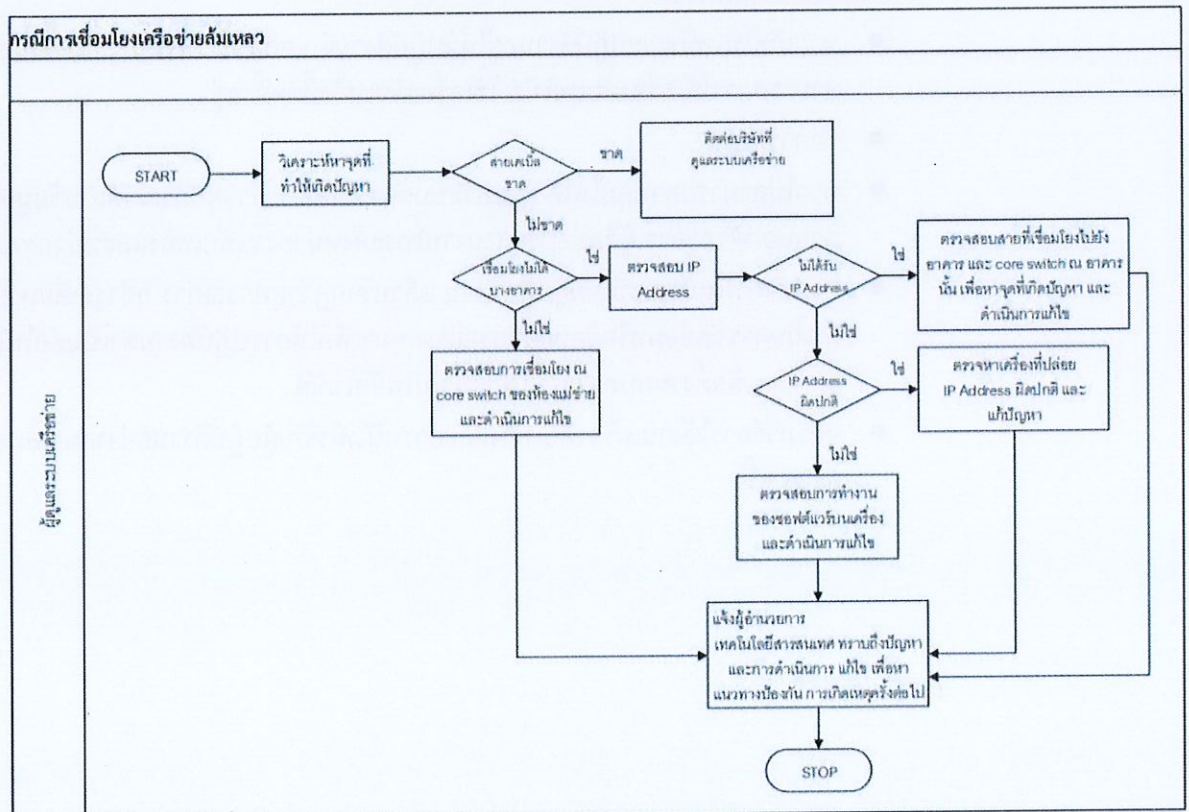 กรณีการเชื่อมโยงเครือข่ายล้มเหลว
ผู้ดูแลระบบเครือข่าย
START
วิเคราะห์หาจุดที่
ทำให้เกิดปัญหา
สายเคเบิ้ล
ขาด
ขาด
ติดต่อบริษัทที่
ดูแลระบบเครือข่าย
ไม่ขาด
เชื่อมโยงไม่ได้
บางอาคาร
ใช่
ตรวจสอบ IP
Address
ไม่ได้รับ
IP Address
ใช่
ตรวจสอบสายที่เชื่อมโยงไปยัง
อาคาร และ core switch ณ อาคาร
นั้น เพื่อหาจุดที่เกิดปัญหา และ
ดำเนินการแก้ไข
ไม่ใช่
ตรวจสอบการเชื่อมโยง ณ
core switch ของห้องแม่ข่าย
และดำเนินการแก้ไข
ไม่ใช่
IP Address
ผิดปกติ
ใช่
ตรวจหาเครื่องที่ปล่อย
IP Address ผิดปกติ และ
แก้ปัญหา
ไม่ใช่
ตรวจสอบการทำงาน
ของซอฟต์แวร์บนเครื่อง
และดำเนินการแก้ไข
แจ้งผู้อำนวยการ
เทคโนโลยีสารสนเทศ ทราบถึงปัญหา
และการดำเนินการ แก้ไข เพื่อหา
แนวทางป้องกัน การเกิดเหตุครั้งต่อไป
STOP